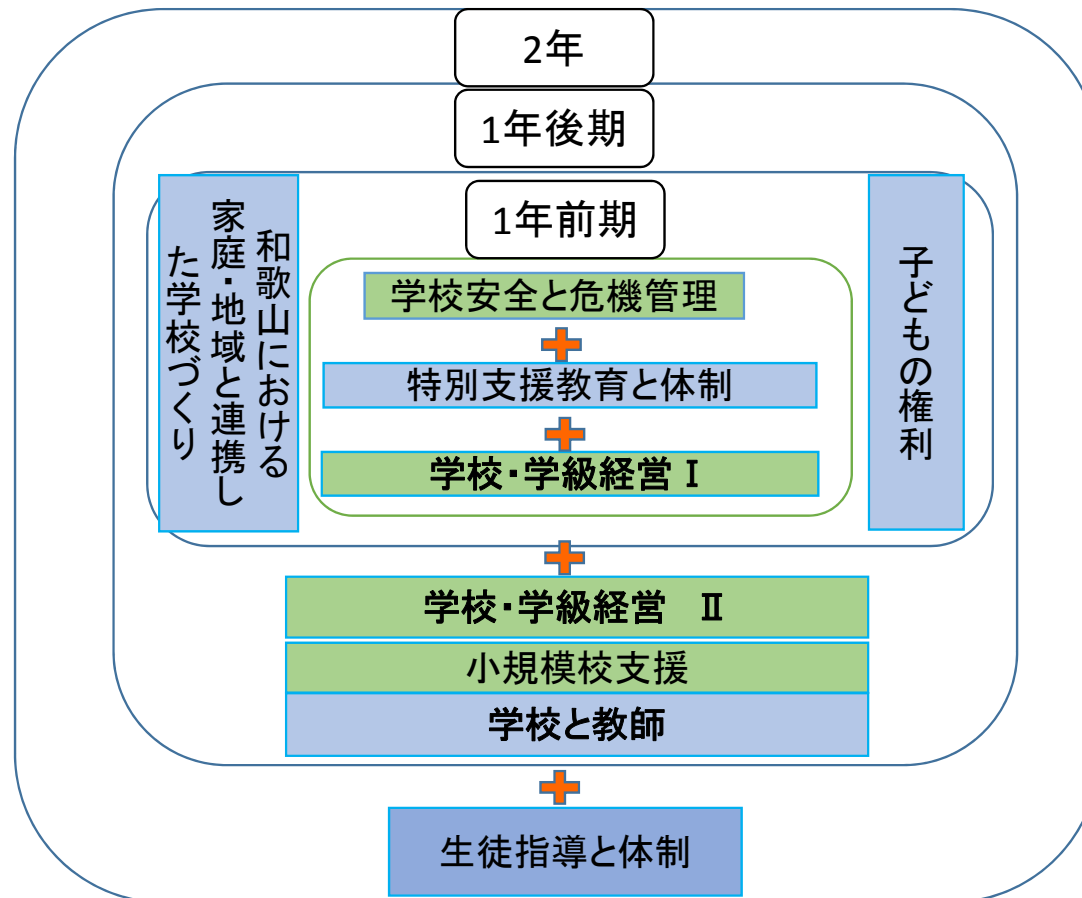 2年
1年後期
1年前期
和歌山における
家庭・地域と連携し
た学校づくり
学校安全と危機管理
特別支援教育と体制
学校・学級経営Ⅰ
子どもの権利
学校・学級経営　Ⅱ
小規模校支援
学校と教師
生徒指導と体制